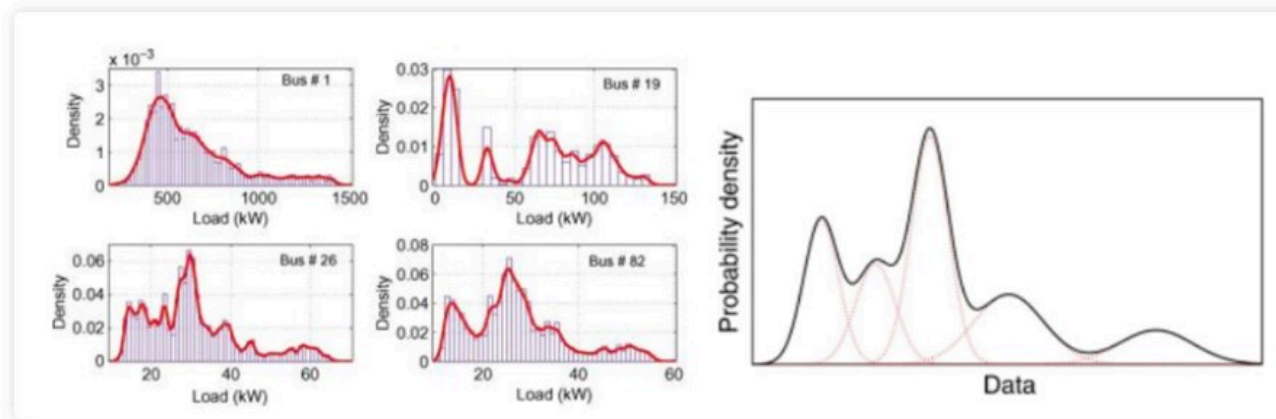 x 10⁻³
3
2
1
0
Density
Bus # 1
500
1000
1500
Load (kW)
0.03
0.02
0.01
0
Density
Bus # 19
0
50
100
150
Load (kW)
0.06
0.04
0.02
0
Density
Bus # 26
20
40
60
Load (kW)
0.08
0.06
0.04
0.02
0
Density
Bus # 82
20
40
60
Load (kW)
Probability density
Data